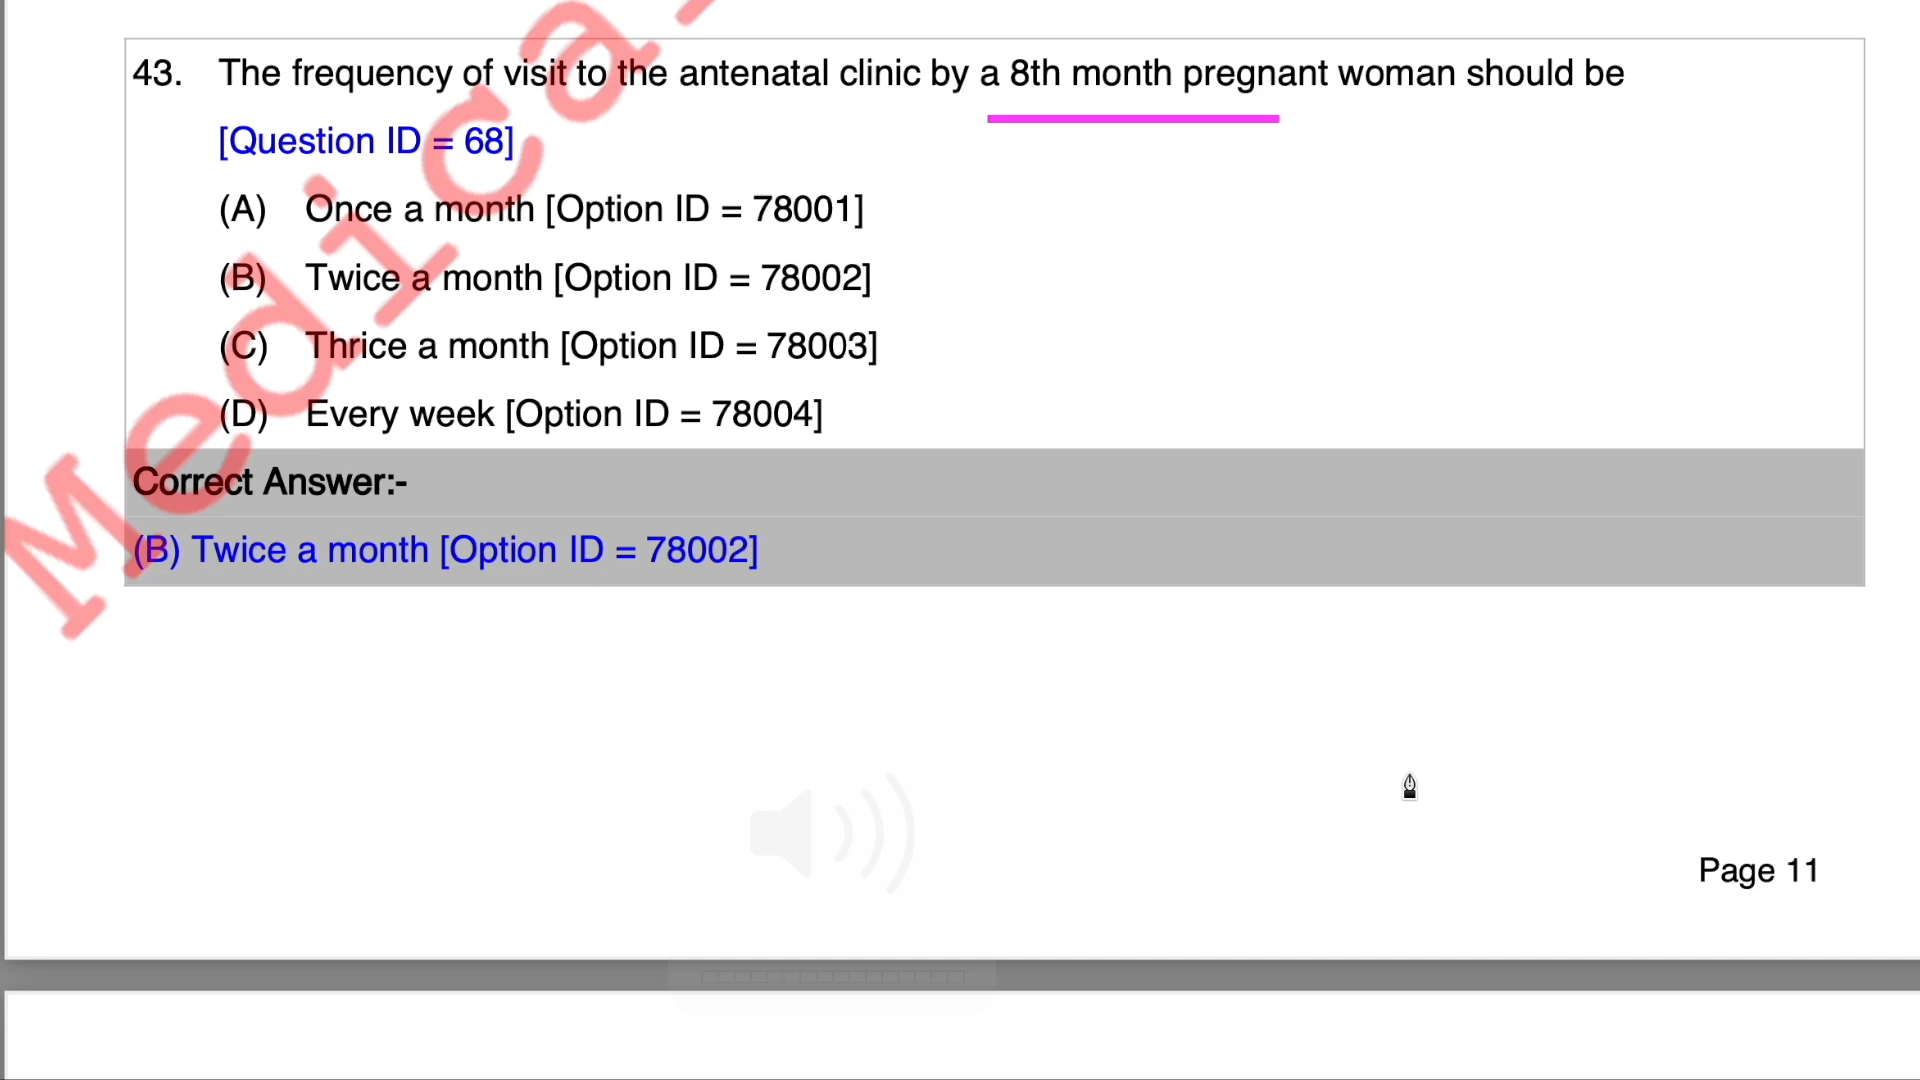 43. The frequency of visit to the antenatal clinic by a 8th month pregnant woman should be
[Question ID = 68]
(A) Once a month [Option ID = 78001]
(B) Twice a month [Option ID = 78002]
(C) Thrice a month [Option ID = 78003]
(D) Every week [Option ID = 78004]
Correct Answer:-
(B) Twice a month [Option ID = 78002]
Medica
Page 11